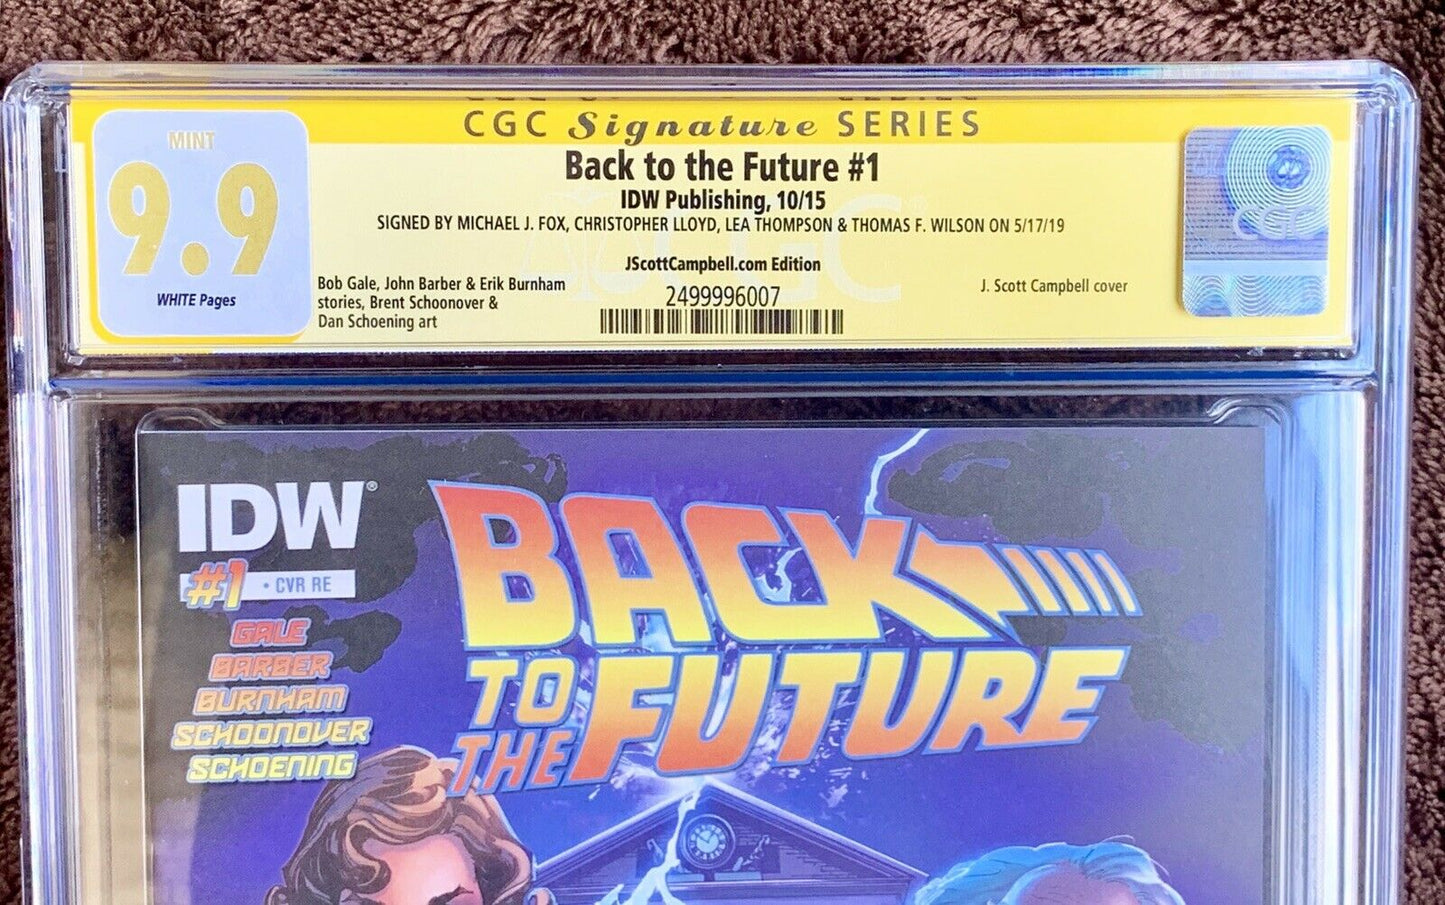 CGC Signature SERIES
MINT
9.9
WHITE Pages
Back to the Future #1
IDW Publishing, 10/15
SIGNED BY MICHAEL J. FOX, CHRISTOPHER LLOYD, LEA THOMPSON & THOMAS F. WILSON ON 5/17/19
JScottCampbell.com Edition
Bob Gale, John Barber & Erik Burnham
stories, Brent Schoonover &
Dan Schoening art
2499996007
J. Scott Campbell cover
CGC
IDW®
#1 • CVR RE
GALE
BARBER
BURNHAM
SCHOONOVER
SCHOENING
BACK
TO
THE FUTURE